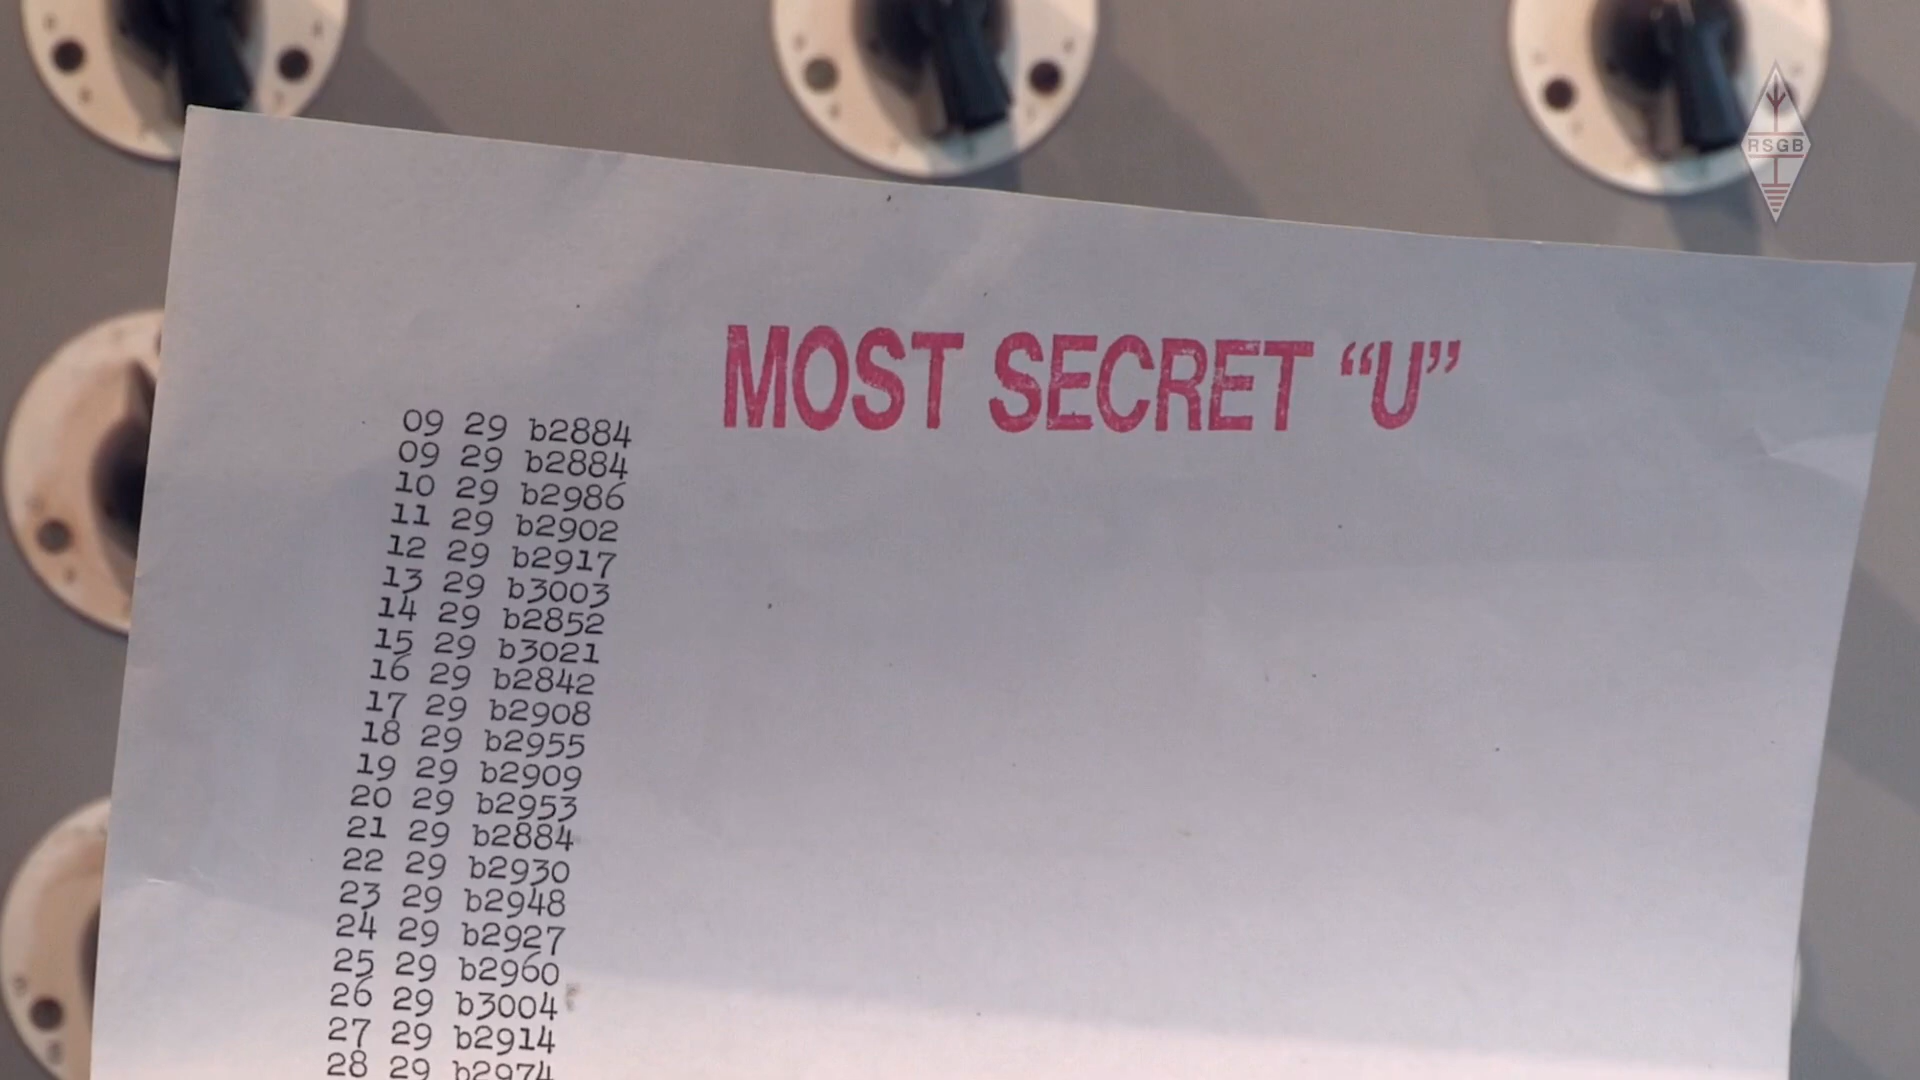 RSGB
MOST SECRET “U”
09 29 b2884
09 29 b2884
10 29 b2986
11 29 b2902
12 29 b2917
13 29 b3003
14 29 b2852
15 29 b3021
16 29 b2842
17 29 b2908
18 29 b2955
19 29 b2909
20 29 b2953
21 29 b2884
22 29 b2930
23 29 b2948
24 29 b2927
25 29 b2960
26 29 b3004
27 29 b2914
28 29 b2974